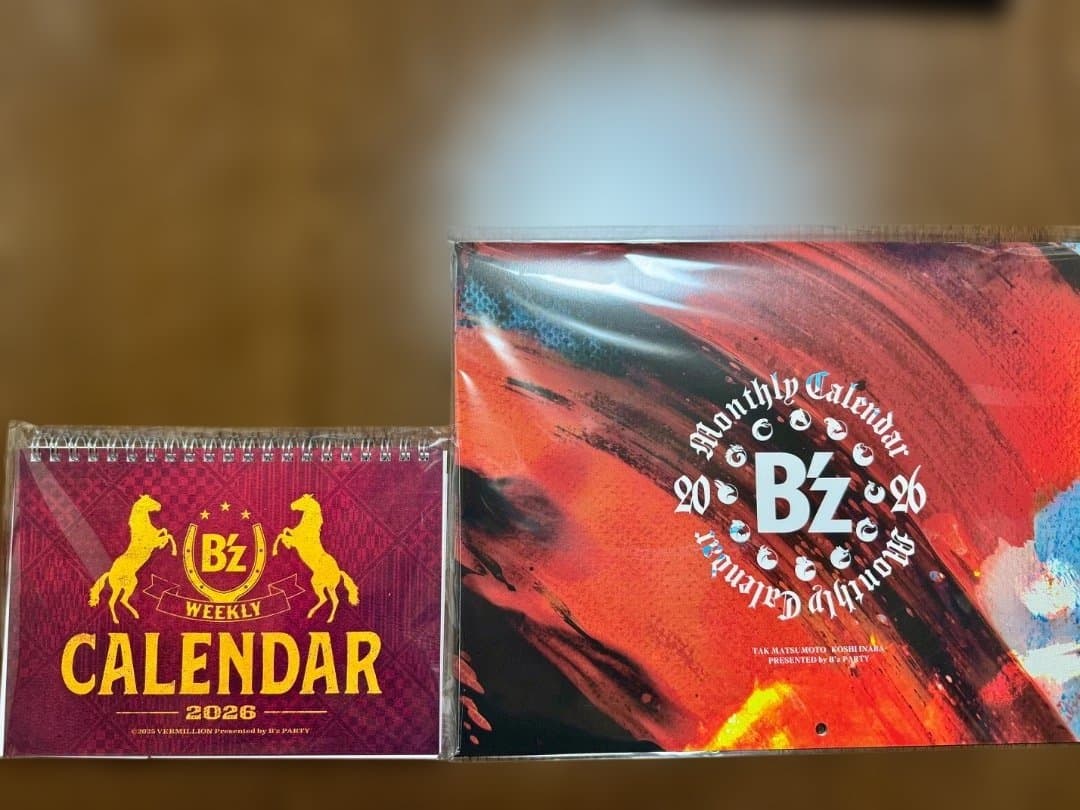 B'z
WEEKLY
CALENDAR
2026
©2025 VERMILLION Presented by B'z PARTY
Monthly Calendar
20 B'z 26
Monthly Calendar
TAK MATSUMOTO KOSHI INABA
PRESENTED by B'z PARTY